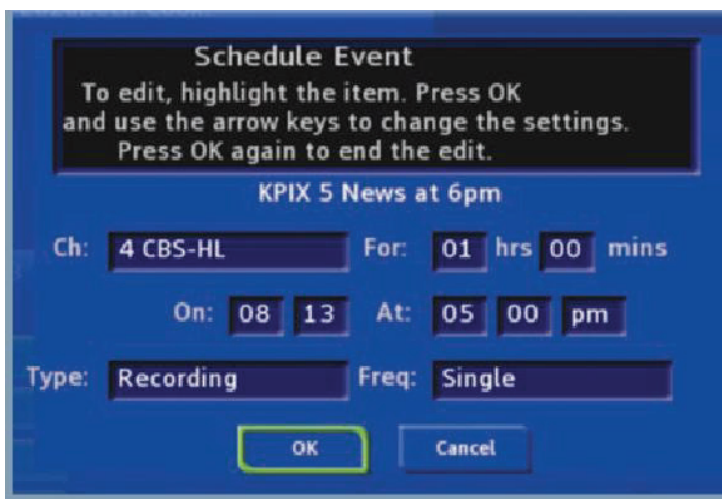 Schedule Event
To edit, highlight the item. Press OK
and use the arrow keys to change the settings.
Press OK again to end the edit.
KPIX 5 News at 6pm
Ch: 4 CBS-HL For: 01 hrs 00 mins
On: 08 13 At: 05 00 pm
Type: Recording Freq: Single
OK Cancel